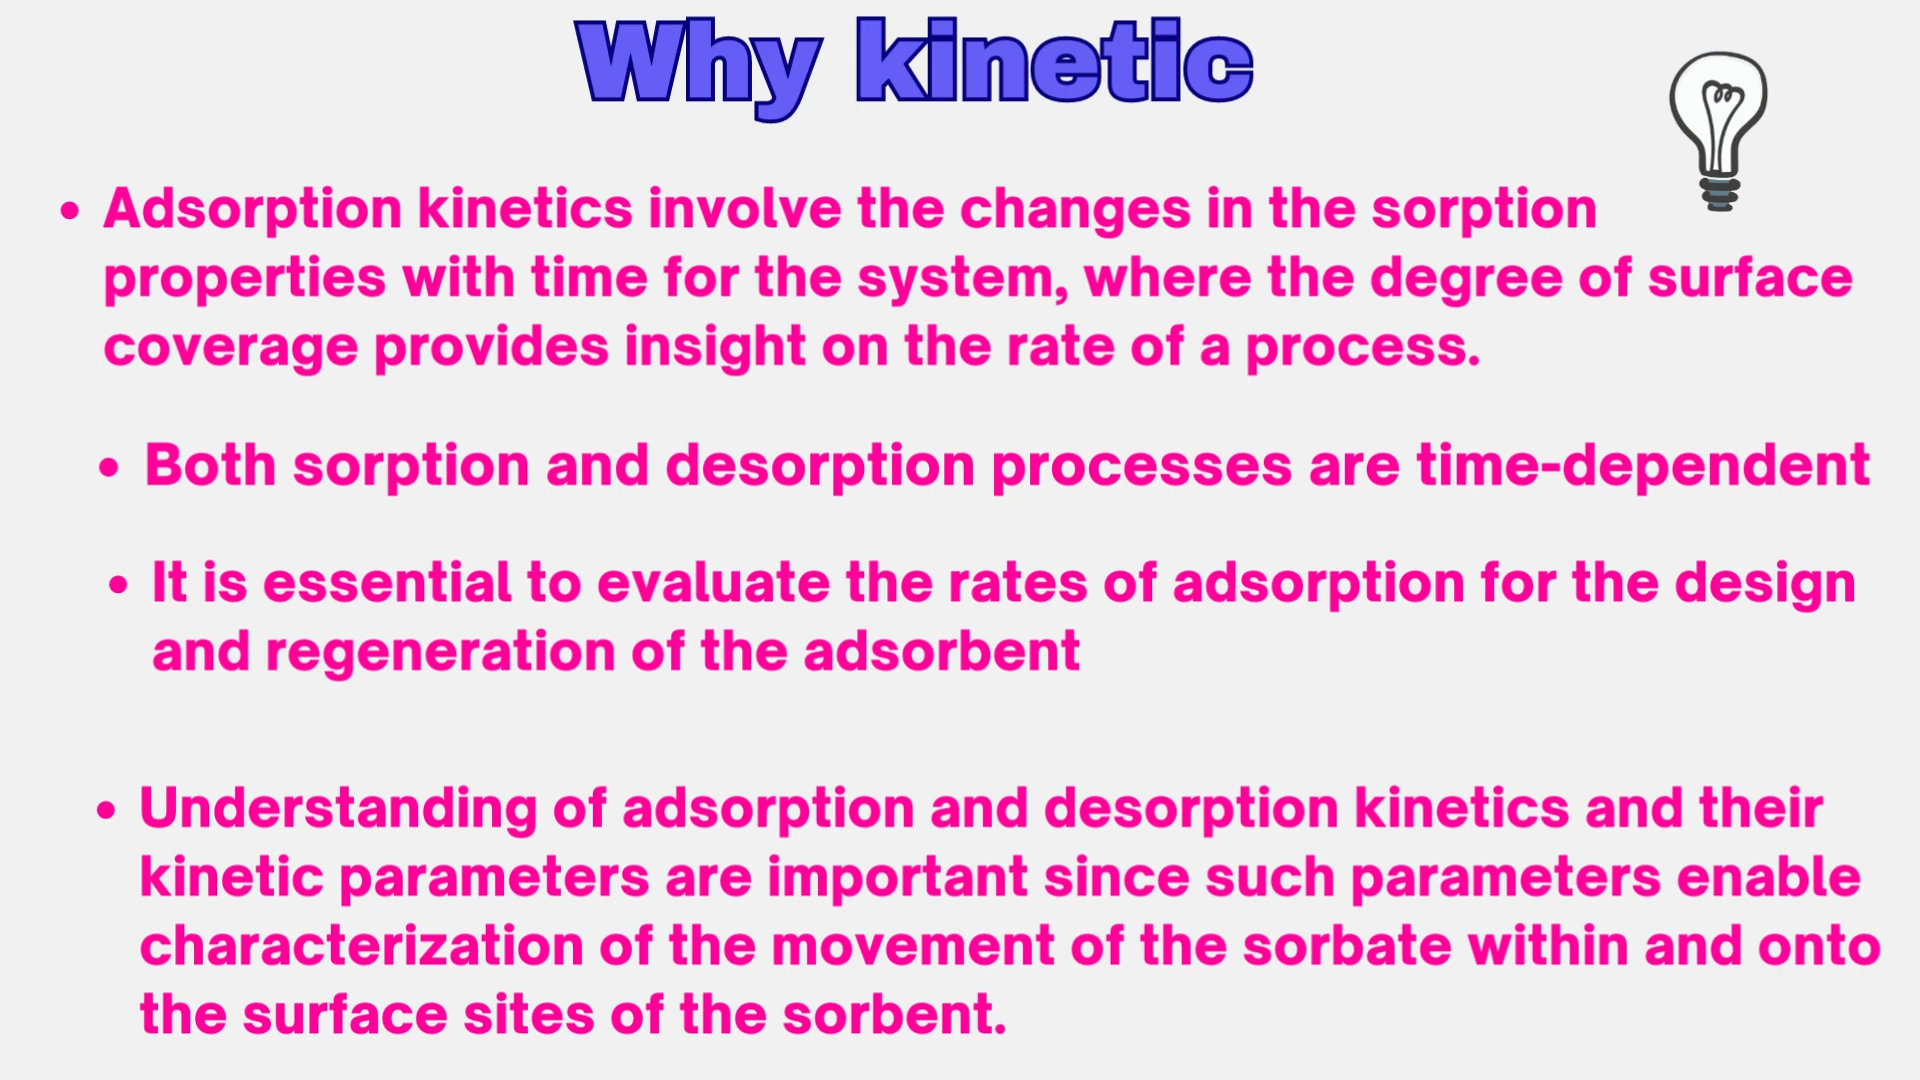 Why kinetic
• Adsorption kinetics involve the changes in the sorption
properties with time for the system, where the degree of surface
coverage provides insight on the rate of a process.
• Both sorption and desorption processes are time-dependent
• It is essential to evaluate the rates of adsorption for the design
and regeneration of the adsorbent
• Understanding of adsorption and desorption kinetics and their
kinetic parameters are important since such parameters enable
characterization of the movement of the sorbate within and onto
the surface sites of the sorbent.